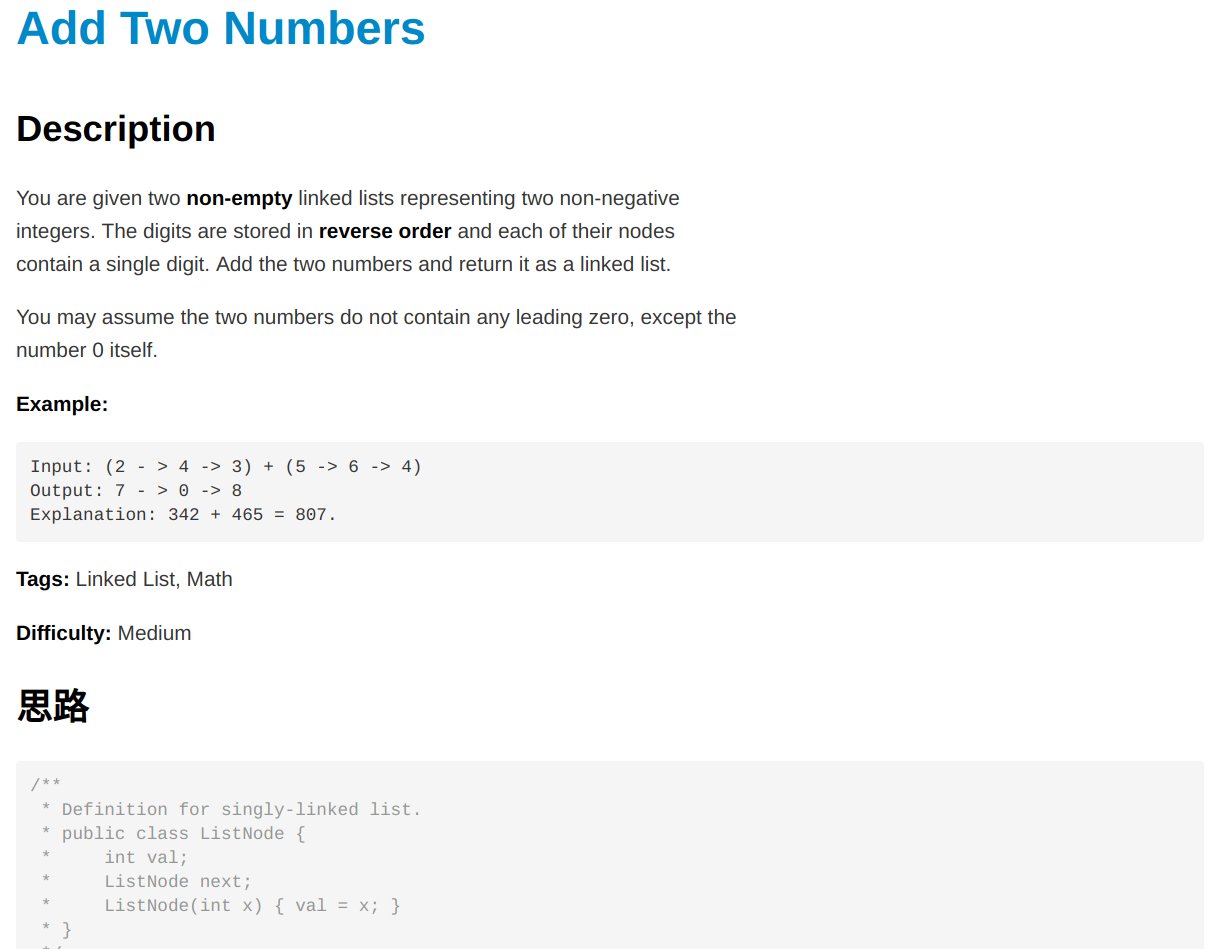 Add Two Numbers
Description
You are given two non-empty linked lists representing two non-negative
integers. The digits are stored in reverse order and each of their nodes
contain a single digit. Add the two numbers and return it as a linked list.
You may assume the two numbers do not contain any leading zero, except the
number 0 itself.
Example:
Input: (2 - > 4 -> 3) + (5 -> 6 -> 4)
Output: 7 - > 0 -> 8
Explanation: 342 + 465 = 807.
Tags: Linked List, Math
Difficulty: Medium
思路
/**
 * Definition for singly-linked list.
 * public class ListNode {
 *     int val;
 *     ListNode next;
 *     ListNode(int x) { val = x; }
 * }